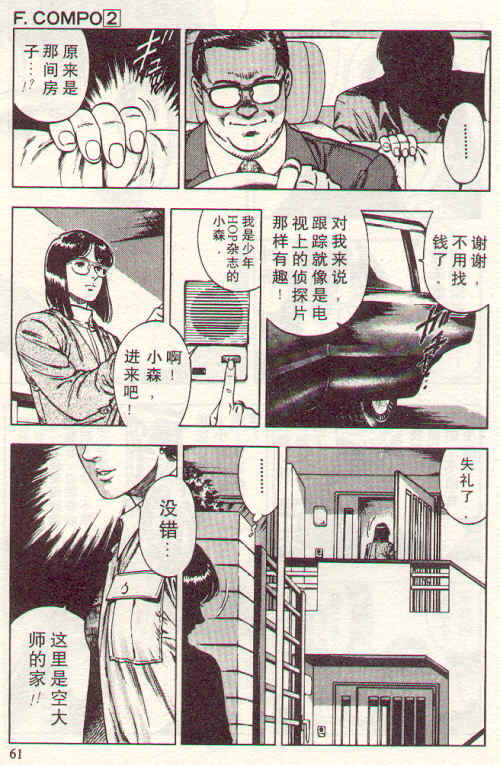 F. COMPO 2
………
原来是
那间房
子…?!
谢谢，
不用找
钱了．
对我来说，
跟踪就像是电
视上的侦探片
那样有趣！
我是少年
HOP杂志的
小森．
啊！
小森，
进来吧！
失礼了．
………
没错…
这里是空大
师的家!!
61